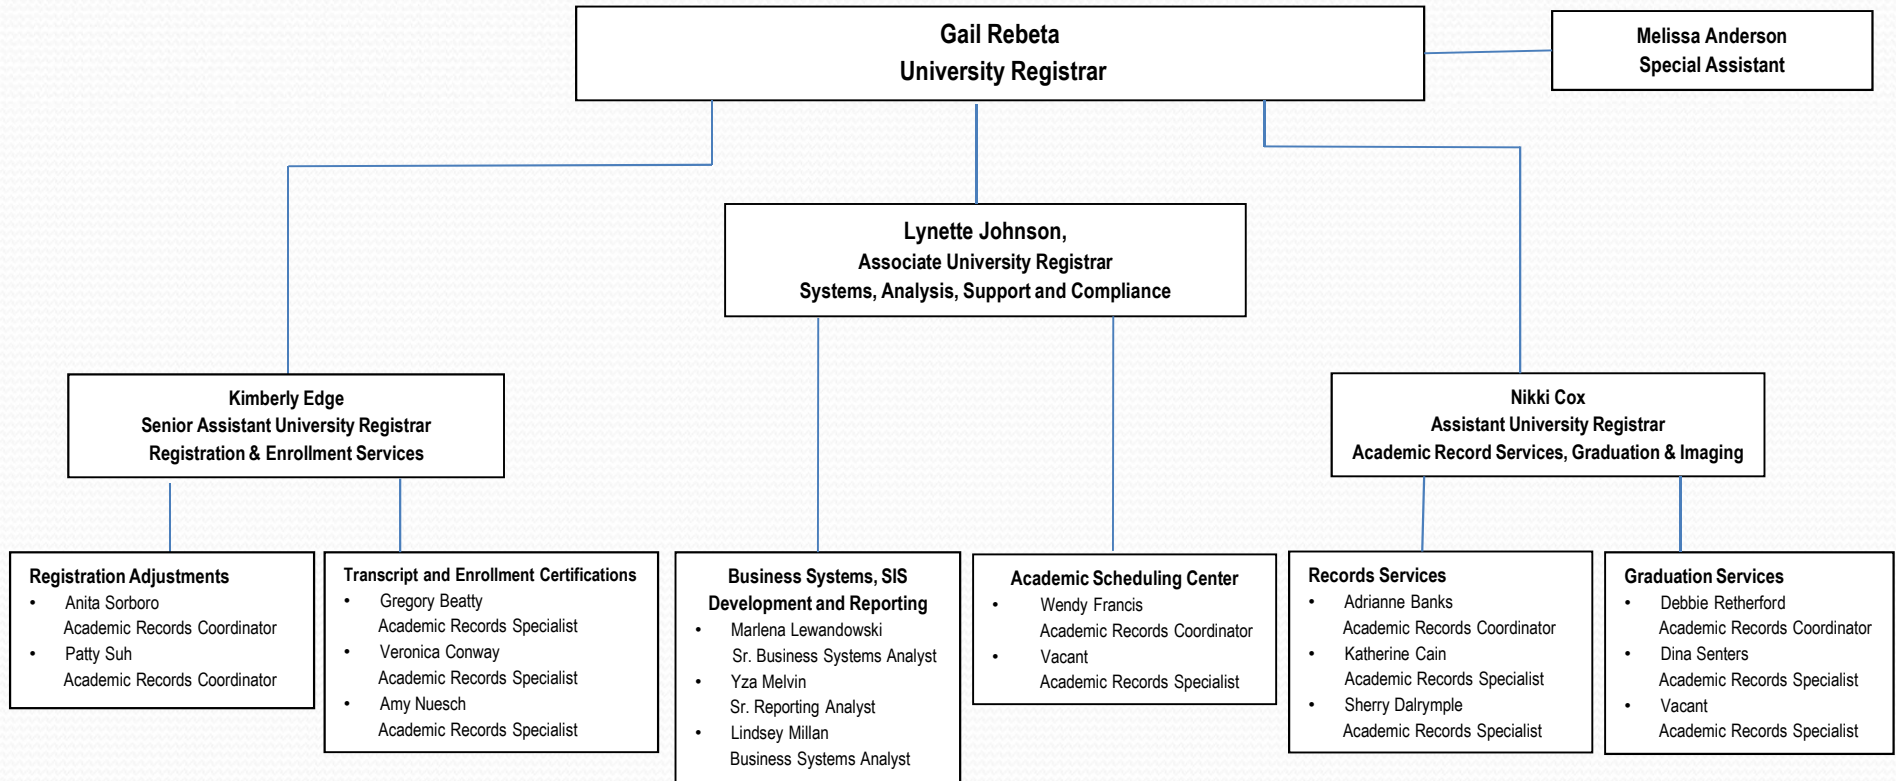 Gail Rebeta
University Registrar
Melissa Anderson
Special Assistant
Lynette Johnson,
Associate University Registrar
Systems, Analysis, Support and Compliance
Kimberly Edge
Senior Assistant University Registrar
Registration & Enrollment Services
Nikki Cox
Assistant University Registrar
Academic Record Services, Graduation & Imaging
Registration Adjustments
• Anita Sorboro
Academic Records Coordinator
• Patty Suh
Academic Records Coordinator
Transcript and Enrollment Certifications
• Gregory Beatty
Academic Records Specialist
• Veronica Conway
Academic Records Specialist
• Amy Nuesch
Academic Records Specialist
Business Systems, SIS
Development and Reporting
• Marlena Lewandowski
Sr. Business Systems Analyst
• Yza Melvin
Sr. Reporting Analyst
• Lindsey Millan
Business Systems Analyst
Academic Scheduling Center
• Wendy Francis
Academic Records Coordinator
• Vacant
Academic Records Specialist
Records Services
• Adrianne Banks
Academic Records Coordinator
• Katherine Cain
Academic Records Specialist
• Sherry Dalrymple
Academic Records Specialist
Graduation Services
• Debbie Retherford
Academic Records Coordinator
• Dina Senters
Academic Records Specialist
• Vacant
Academic Records Specialist